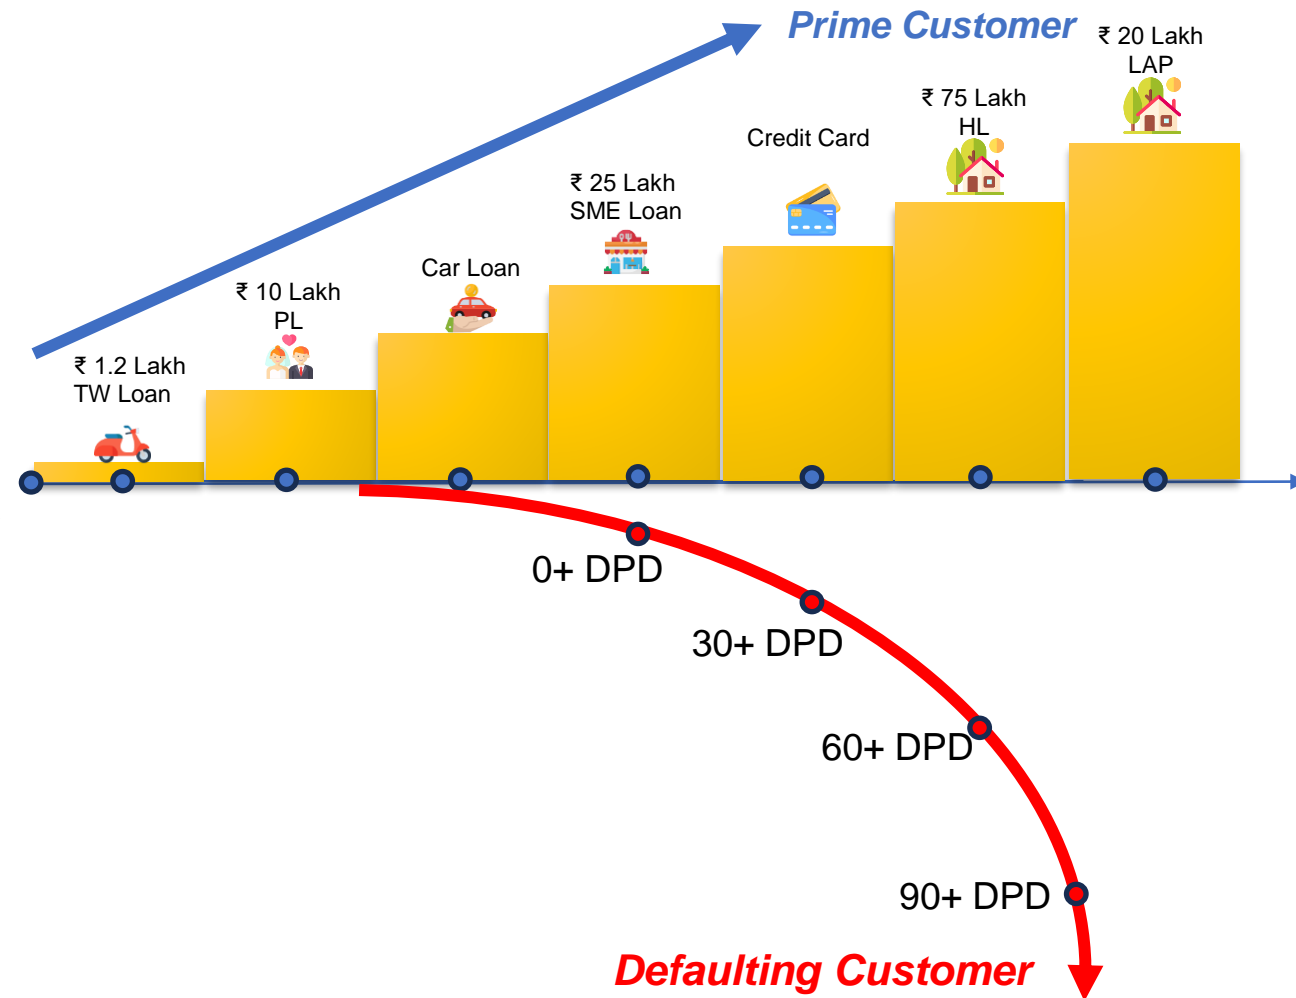 Prime Customer
₹ 20 Lakh
LAP
₹ 75 Lakh
HL
Credit Card
₹ 25 Lakh
SME Loan
Car Loan
₹ 10 Lakh
PL
₹ 1.2 Lakh
TW Loan
0+ DPD
30+ DPD
60+ DPD
90+ DPD
Defaulting Customer